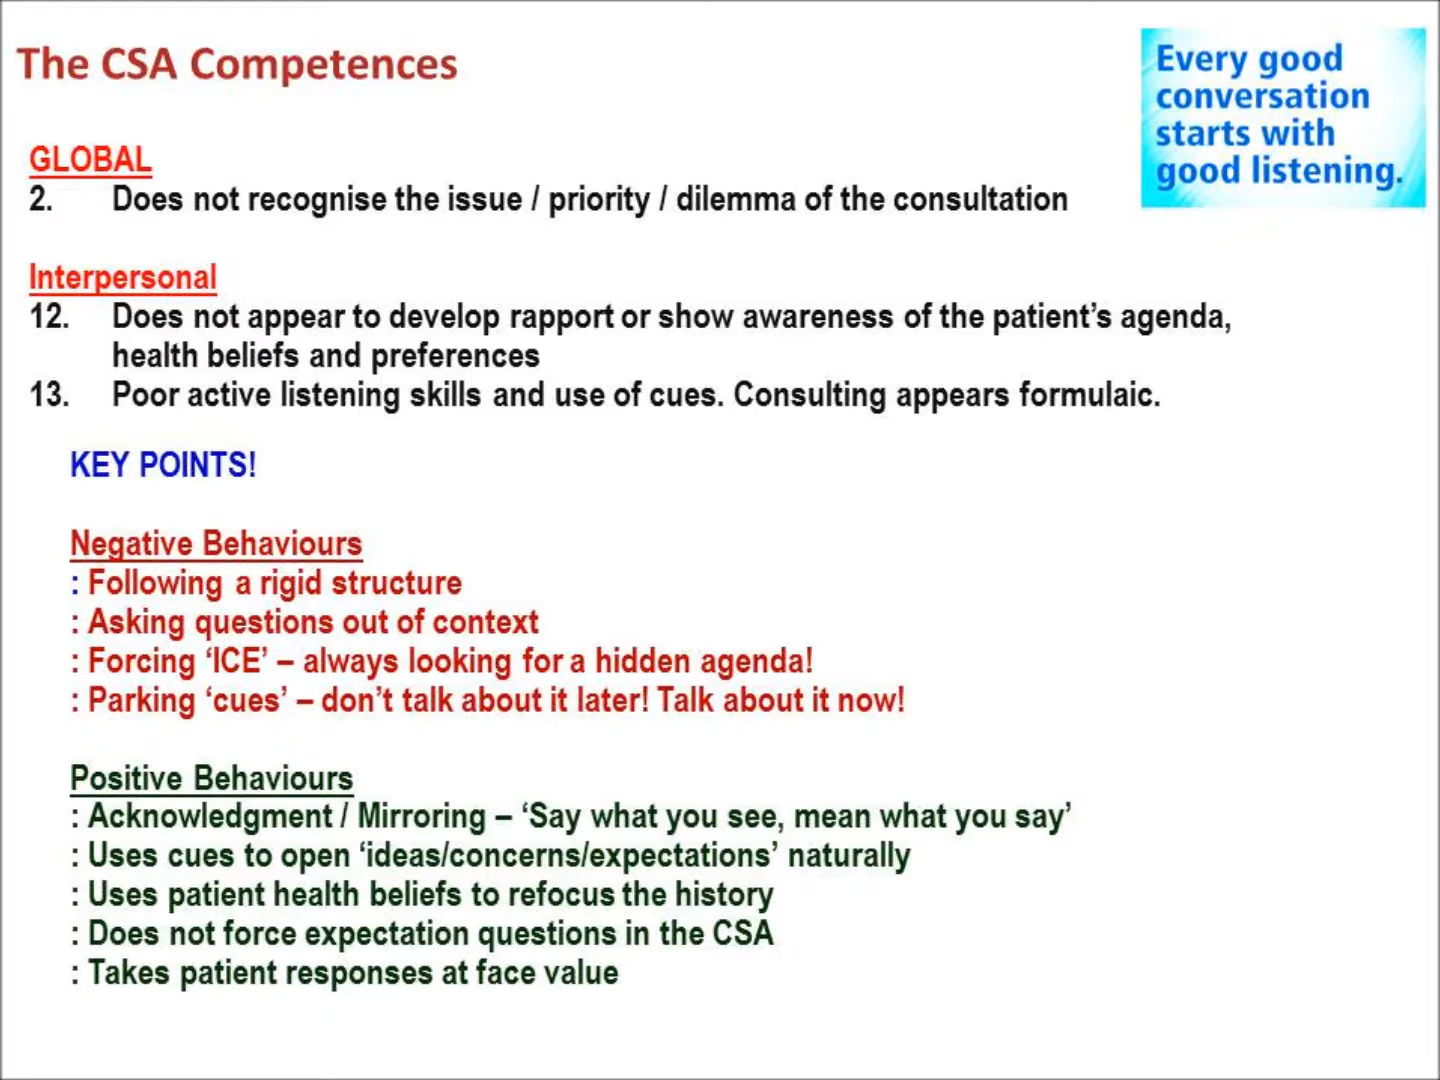 The CSA Competences
Every good
conversation
starts with
good listening.
GLOBAL
2. Does not recognise the issue / priority / dilemma of the consultation
Interpersonal
12. Does not appear to develop rapport or show awareness of the patient’s agenda,
health beliefs and preferences
13. Poor active listening skills and use of cues. Consulting appears formulaic.
KEY POINTS!
Negative Behaviours
: Following a rigid structure
: Asking questions out of context
: Forcing ‘ICE’ – always looking for a hidden agenda!
: Parking ‘cues’ – don’t talk about it later! Talk about it now!
Positive Behaviours
: Acknowledgment / Mirroring – ‘Say what you see, mean what you say’
: Uses cues to open ‘ideas/concerns/expectations’ naturally
: Uses patient health beliefs to refocus the history
: Does not force expectation questions in the CSA
: Takes patient responses at face value